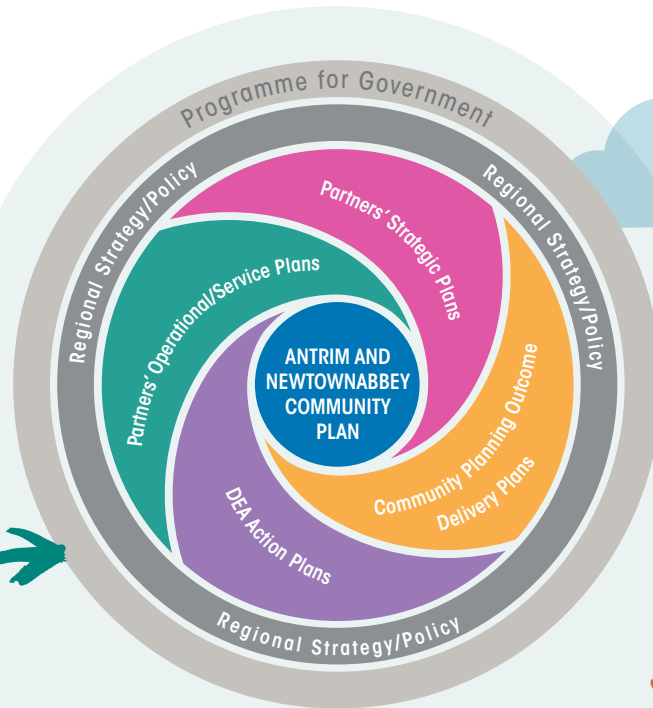 Programme for Government
Regional Strategy/Policy
Regional Strategy/Policy
Partners' Strategic Plans
Partners' Operational/Service Plans
ANTRIM AND
NEWTOWNABBEY
COMMUNITY
PLAN
Community Planning Outcome
Delivery Plans
DEA Action Plans
Regional Strategy/Policy